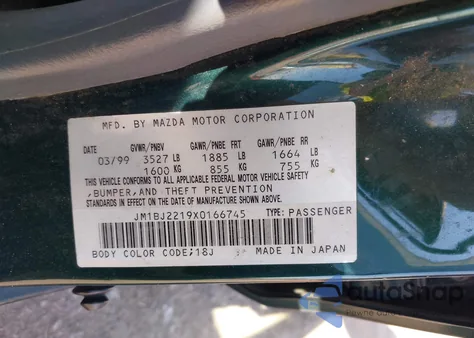 MFD. BY MAZDA MOTOR CORPORATION
DATE GVWR/PNBV GAWR/PNBE FRT GAWR/PNBE RR
03/99 3527 LB 1885 LB 1664 LB
1600 KG 855 KG 755 KG
THIS VEHICLE CONFORMS TO ALL APPLICABLE FEDERAL MOTOR VEHICLE SAFETY
, BUMPER, AND THEFT PREVENTION
STANDARDS IN EFFECT ON THE DATE OF MANUFACTURE SHOWN ABOVE.
JM1BJ2219X0166745 TYPE: PASSENGER
BODY COLOR CODE;18J MADE IN JAPAN
autoShop